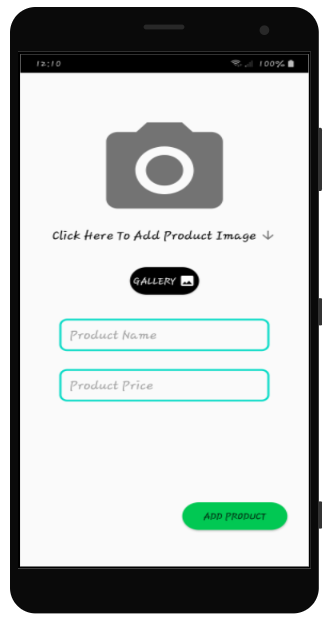 12:10 100%
Click Here To Add Product Image ↓
GALLERY
Product Name
Product Price
ADD PRODUCT